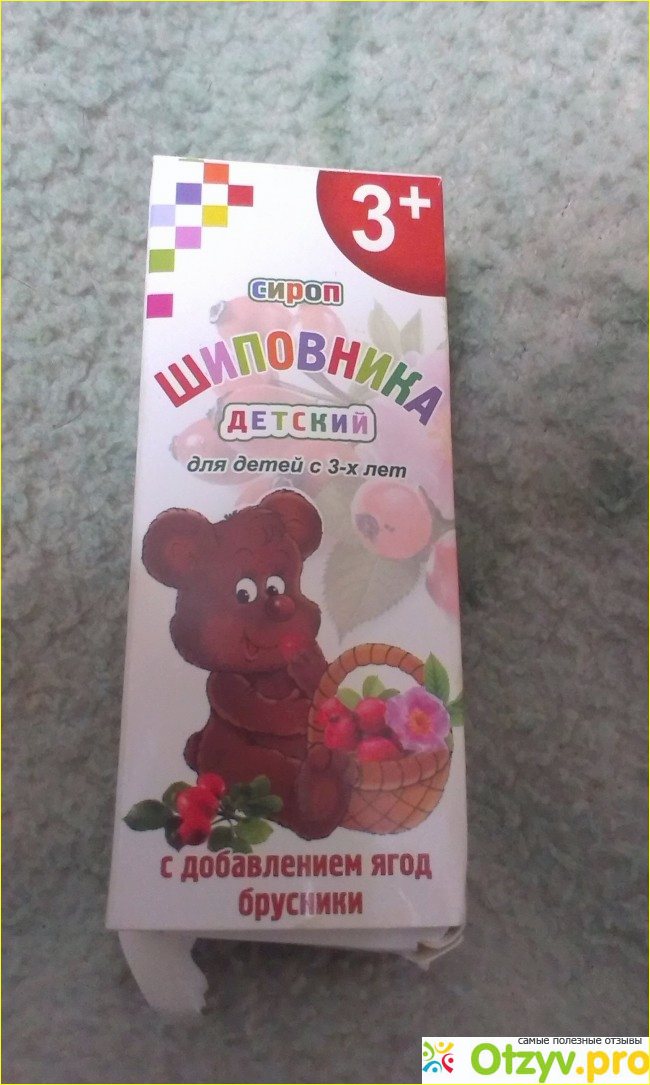 3+
сироп
ШИПОВНИКА
ДЕТСКИЙ
для детей с 3-х лет
с добавлением ягод
брусники
самые полезные отзывы
Otzyv.pro